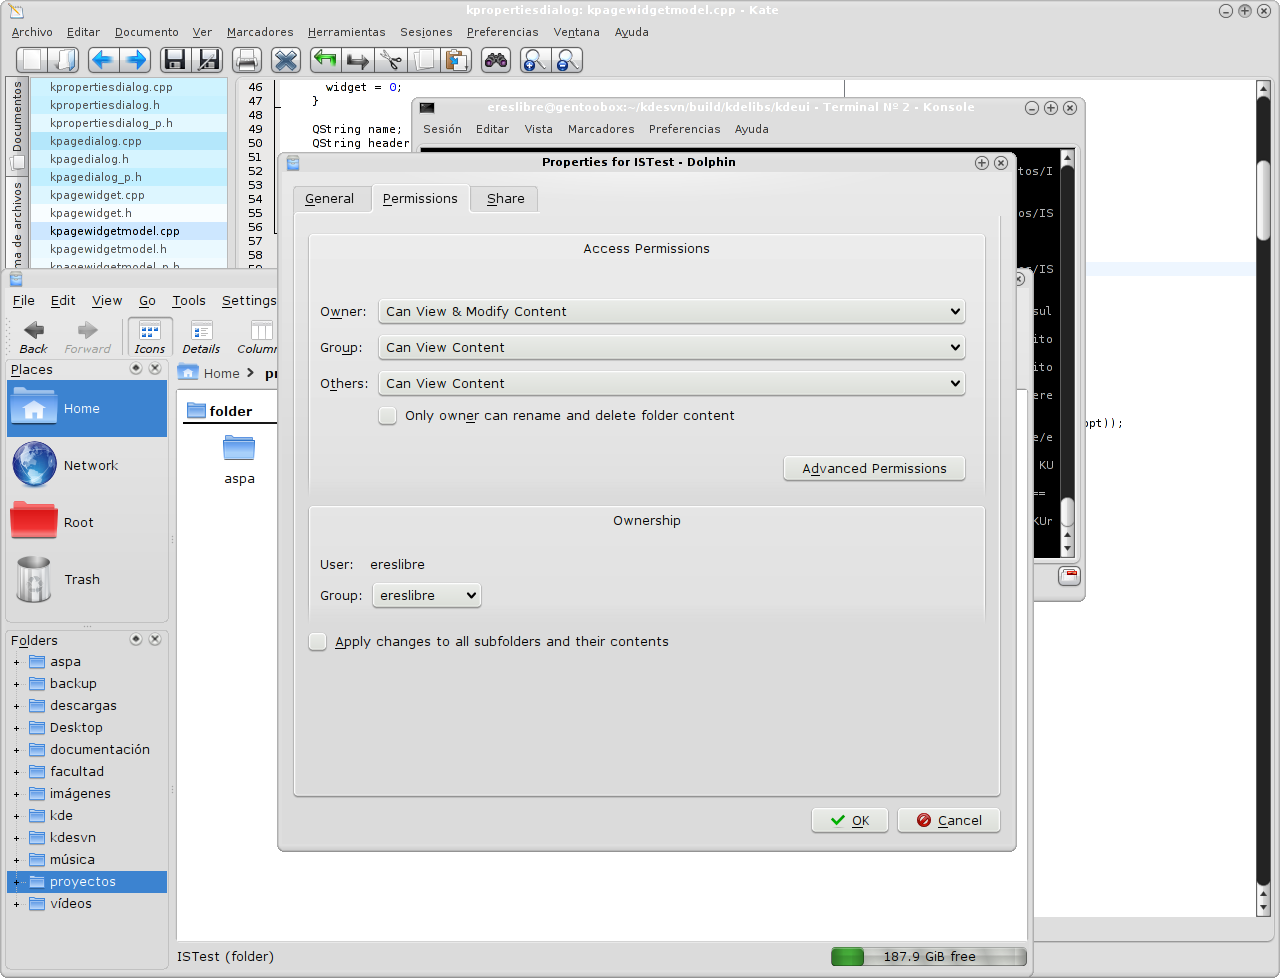 kpropertiesdialog: kpagewidgetmodel.cpp - Kate
Archivo Editar Documento Ver Marcadores Herramientas Sesiones Preferencias Ventana Ayuda
Documentos
ma de archivos
kpropertiesdialog.cpp
kpropertiesdialog.h
kpropertiesdialog_p.h
kpagedialog.cpp
kpagedialog.h
kpagedialog_p.h
kpagewidget.cpp
kpagewidget.h
kpagewidgetmodel.cpp
kpagewidgetmodel.h
kpagewidgetmodel_p.h
46 widget = 0;
47 }
48
49 QString name;
50 QString header
51
52
53
54
55
56
57
58
59
opt));
ereslibre@gentoobox:~/kdesvn/build/kdelibs/kdeui - Terminal Nº 2 - Konsole
Sesión Editar Vista Marcadores Preferencias Ayuda
tos/I
os/IS
os/IS
sul
ito
ito
ere
e/e
KU
==
KUr
File Edit View Go Tools Settings
Back Forward Icons Details Column
Places
Home
Network
Root
Trash
Folders
aspa
backup
descargas
Desktop
documentación
facultad
imágenes
kde
kdesvn
música
proyectos
vídeos
Home > pr
folder
aspa
ISTest (folder)
187.9 GiB free
Properties for ISTest - Dolphin
General Permissions Share
Access Permissions
Owner: Can View & Modify Content
Group: Can View Content
Others: Can View Content
Only owner can rename and delete folder content
Advanced Permissions
Ownership
User: ereslibre
Group: ereslibre
Apply changes to all subfolders and their contents
OK Cancel